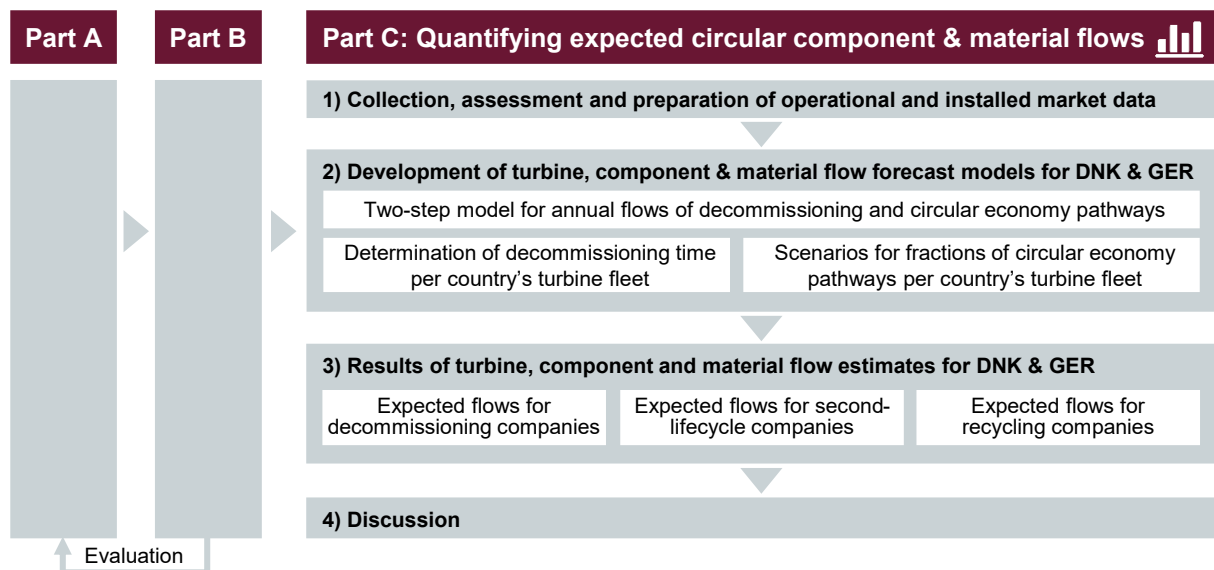 Part A
Part B
Part C: Quantifying expected circular component & material flows
1) Collection, assessment and preparation of operational and installed market data
2) Development of turbine, component & material flow forecast models for DNK & GER
Two-step model for annual flows of decommissioning and circular economy pathways
Determination of decommissioning time
per country's turbine fleet
Scenarios for fractions of circular economy
pathways per country's turbine fleet
3) Results of turbine, component and material flow estimates for DNK & GER
Expected flows for
decommissioning companies
Expected flows for second-
lifecycle companies
Expected flows for
recycling companies
4) Discussion
Evaluation